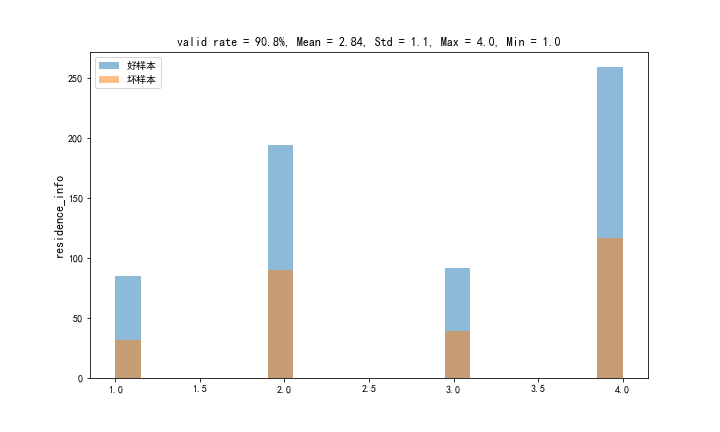 valid rate = 90.8%, Mean = 2.84, Std = 1.1, Max = 4.0, Min = 1.0
好样本
坏样本
residence_info
250
200
150
100
50
0
1.0 1.5 2.0 2.5 3.0 3.5 4.0